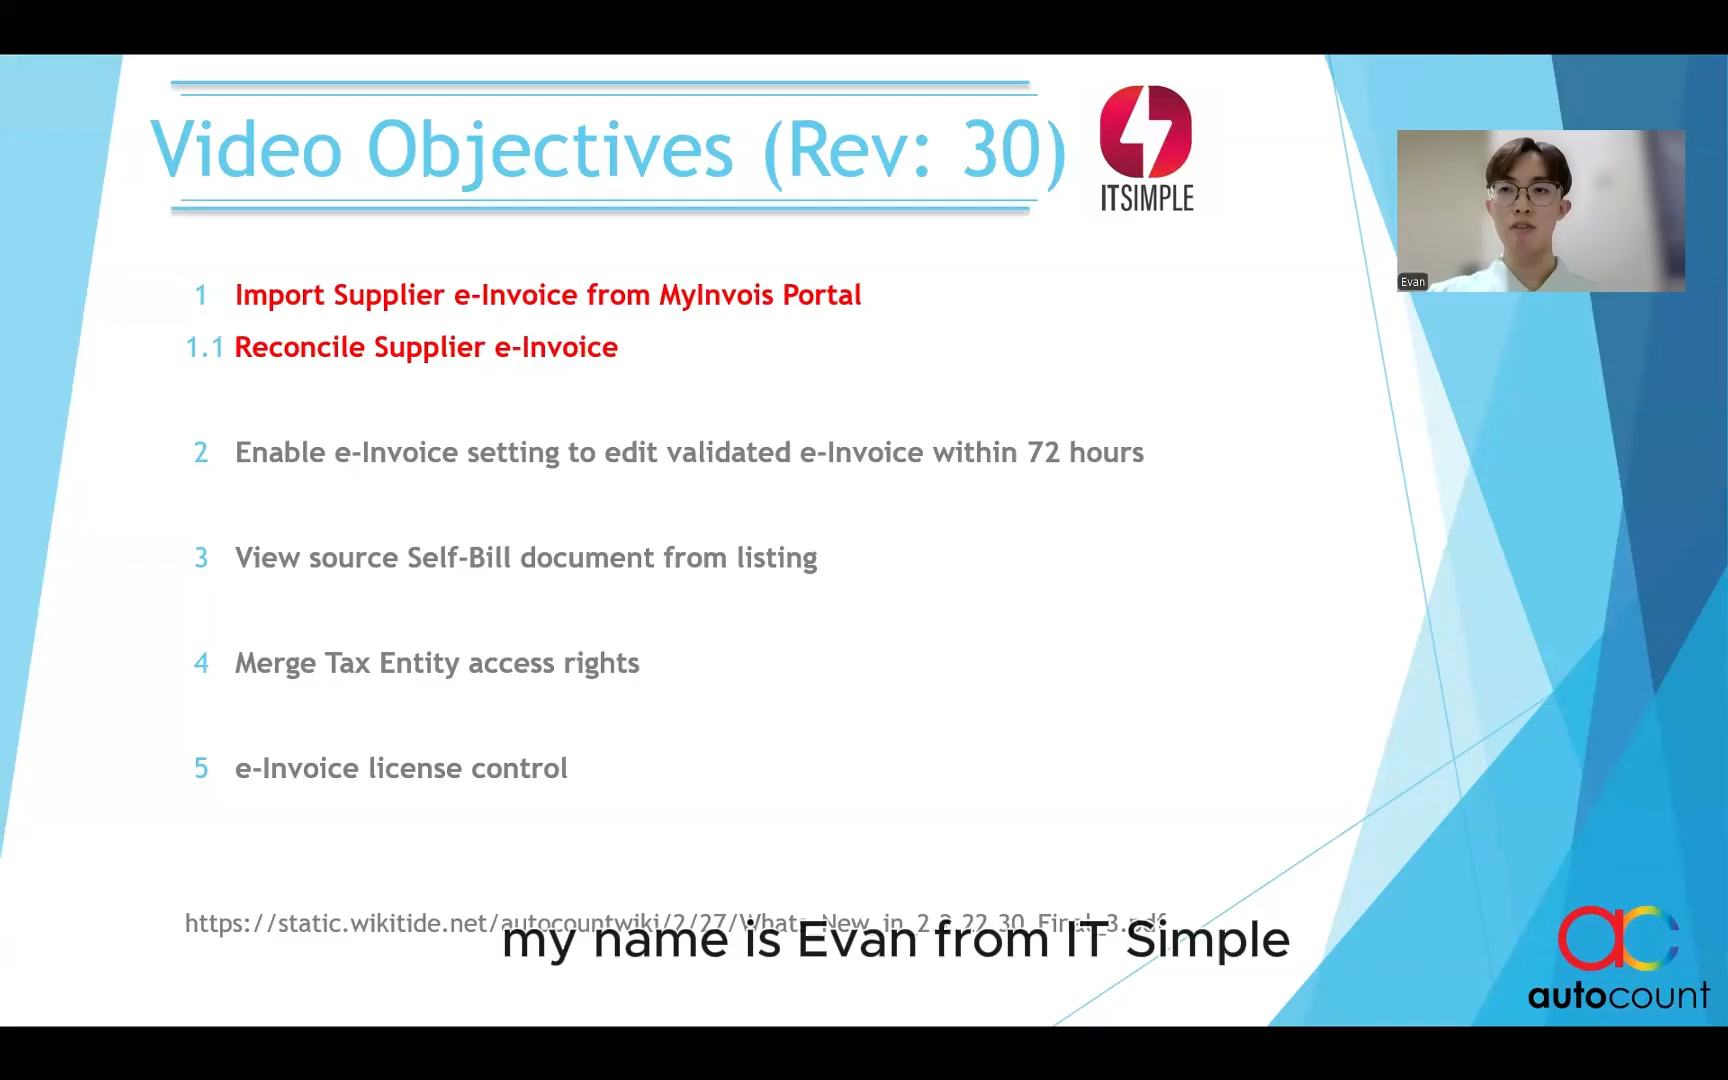 Video Objectives (Rev: 30)
ITSIMPLE
Evan
1 Import Supplier e-Invoice from MyInvois Portal
1.1 Reconcile Supplier e-Invoice
2 Enable e-Invoice setting to edit validated e-Invoice within 72 hours
3 View source Self-Bill document from listing
4 Merge Tax Entity access rights
5 e-Invoice license control
https://static.wikitide.net/autocountwiki/2/27/Whats_New_in_2.2.22.30_Final_3.pdf
my name is Evan from IT Simple
ac
autocount